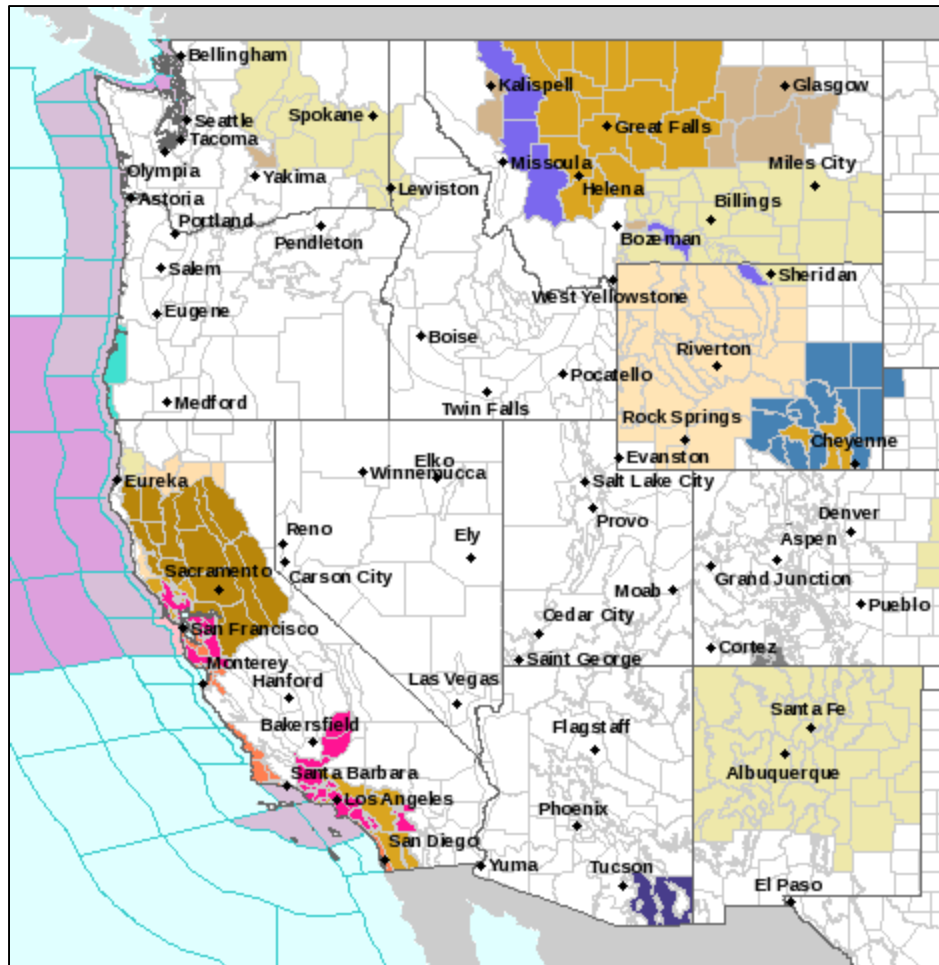 Bellingham
Kalispell
Glasgow
Seattle
Spokane
Great Falls
Tacoma
Olympia
Yakima
Missoula
Miles City
Lewiston
Helena
Astoria
Billings
Portland
Pendleton
Bozeman
Salem
Sheridan
West Yellowstone
Eugene
Boise
Riverton
Medford
Pocatello
Twin Falls
Rock Springs
Cheyenne
Evanston
Eureka
Elko
Winnemucca
Salt Lake City
Provo
Denver
Reno
Ely
Aspen
Carson City
Grand Junction
Sacramento
Moab
Pueblo
Cedar City
San Francisco
Cortez
Monterey
Saint George
Hanford
Las Vegas
Bakersfield
Flagstaff
Santa Fe
Santa Barbara
Albuquerque
Los Angeles
Phoenix
San Diego
Yuma
Tucson
El Paso